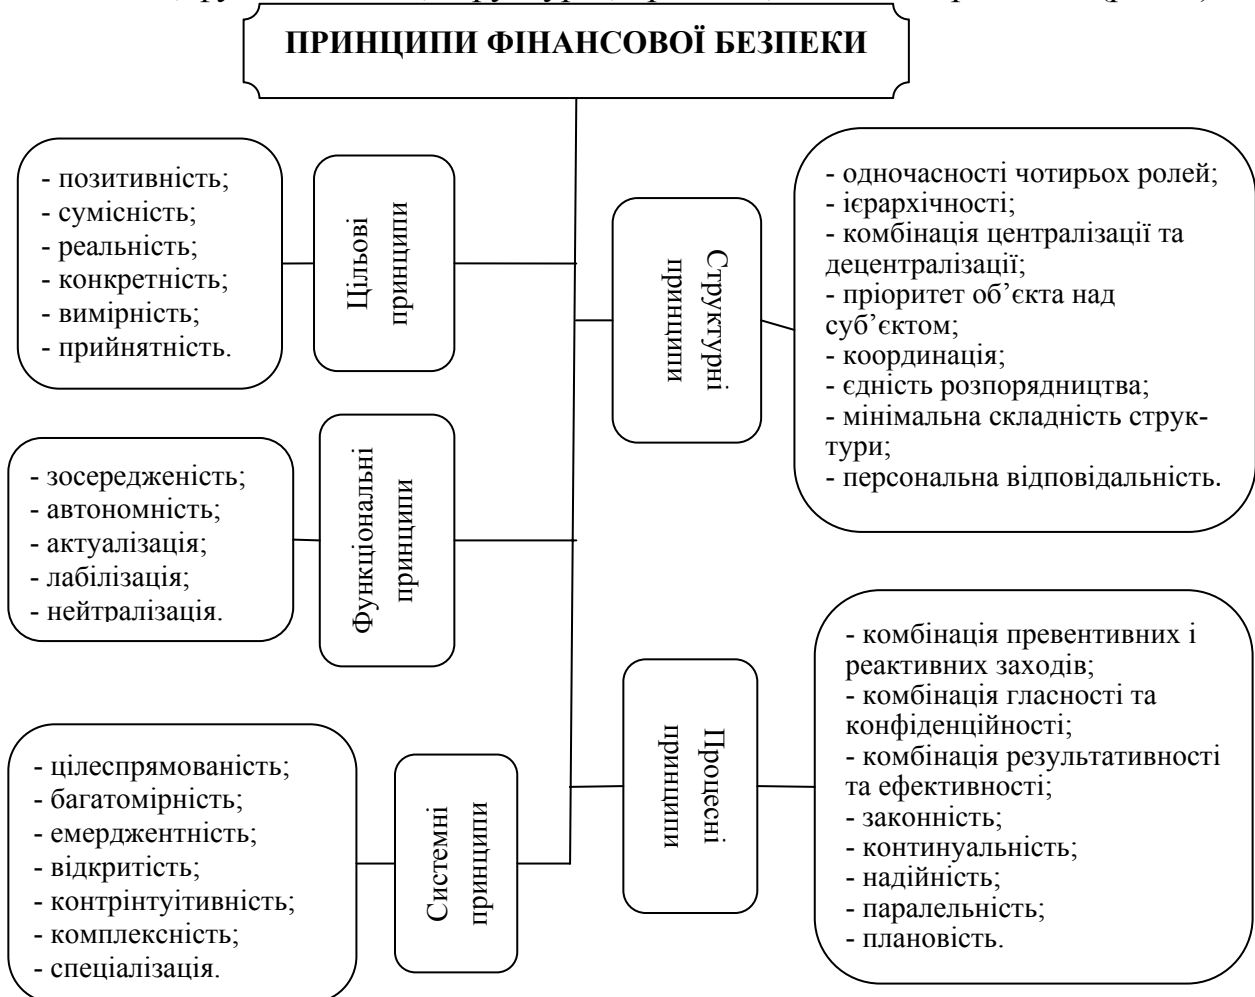 ПРИНЦИПИ ФІНАНСОВОЇ БЕЗПЕКИ
- позитивність;
- сумісність;
- реальність;
- конкретність;
- вимірність;
- прийнятність.
Цільові
принципи
Структурні
принципи
- одночасності чотирьох ролей;
- ієрархічності;
- комбінація централізації та
децентралізації;
- пріоритет об’єкта над
суб’єктом;
- координація;
- єдність розпорядництва;
- мінімальна складність струк-
тури;
- персональна відповідальність.
- зосередженість;
- автономність;
- актуалізація;
- лабілізація;
- нейтралізація.
Функціональні
принципи
Процесні
принципи
- комбінація превентивних і
реактивних заходів;
- комбінація гласності та
конфіденційності;
- комбінація результативності
та ефективності;
- законність;
- континуальність;
- надійність;
- паралельність;
- плановість.
- цілеспрямованість;
- багатомірність;
- емерджентність;
- відкритість;
- контрінтуітивність;
- комплексність;
- спеціалізація.
Системні
принципи